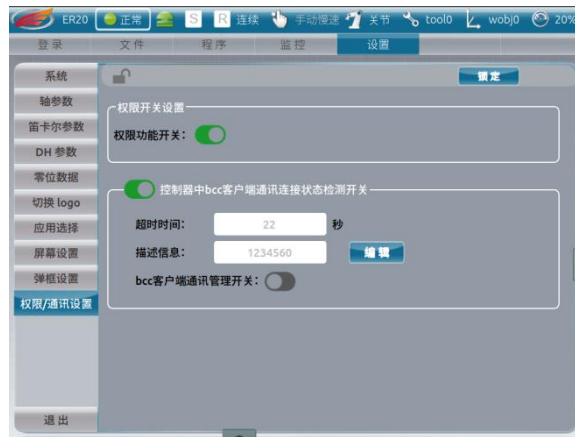 ER20 正常 S R 连续 手动慢速 关节 tool0 wobj0 20%
登录 文件 程序 监控 设置
系统
轴参数
笛卡尔参数
DH 参数
零位数据
切换 logo
应用选择
屏幕设置
弹框设置
权限/通讯设置
退出
锁定
权限开关设置
权限功能开关：
控制器中bcc客户端通讯连接状态检测开关
超时时间： 22 秒
描述信息： 1234560 编辑
bcc客户端通讯管理开关：